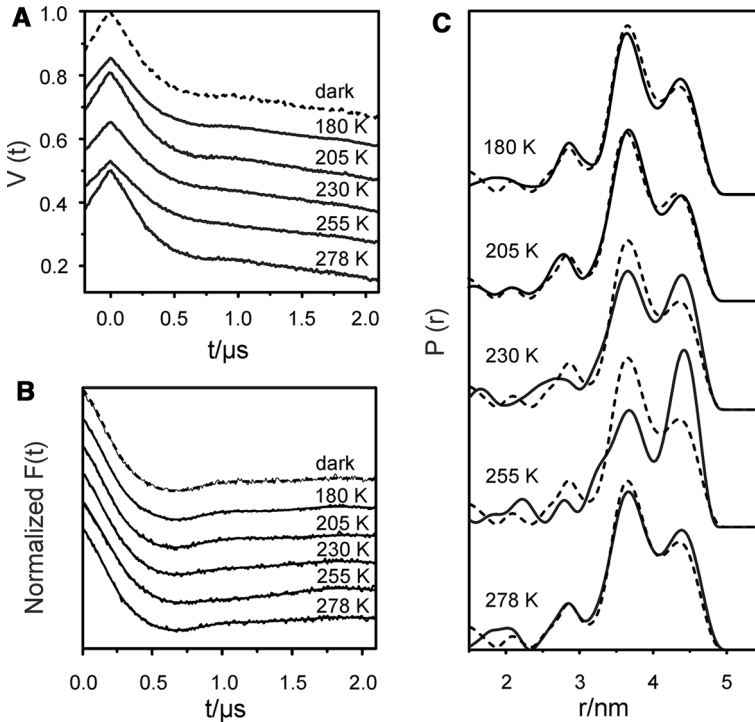 A
1.0
0.8
0.6
0.4
0.2
V (t)
dark
180 K
205 K
230 K
255 K
278 K
0.0 0.5 1.0 1.5 2.0
t/μs
B
Normalized F(t)
dark
180 K
205 K
230 K
255 K
278 K
0.0 0.5 1.0 1.5 2.0
t/μs
C
P (r)
180 K
205 K
230 K
255 K
278 K
2 3 4 5
r/nm